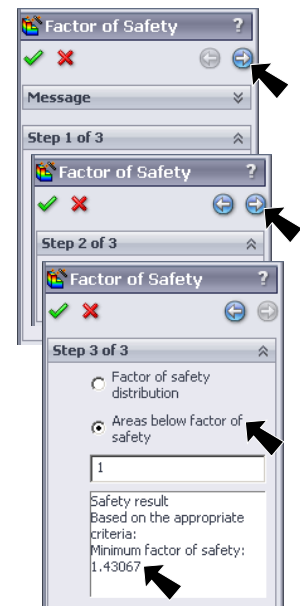 Factor of Safety ?
Message
Step 1 of 3
Factor of Safety ?
Step 2 of 3
Factor of Safety ?
Step 3 of 3
Factor of safety
distribution
Areas below factor of
safety
1
Safety result
Based on the appropriate
criteria:
Minimum factor of safety:
1.43067